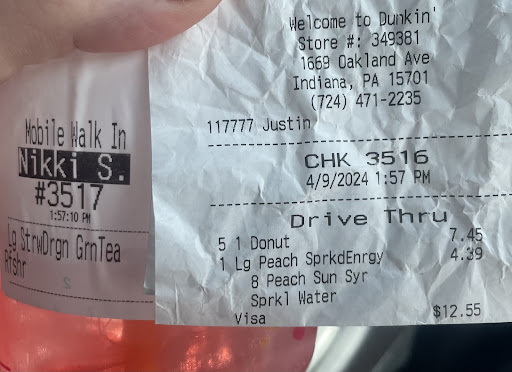 Mobile Walk In
Nikki S.
#3517
1:57:10 PM
Lg StrwDrgn GrnTea
Rfshr
2
Welcome to Dunkin'
Store #: 349381
1669 Oakland Ave
Indiana, PA 15701
(724) 471-2235
117777 Justin
CHK 3516
4/9/2024 1:57 PM
Drive Thru
5 1 Donut 7.45
1 Lg Peach SprkdEnrgy 4.39
8 Peach Sun Syr
Sprkl Water
Visa $12.55